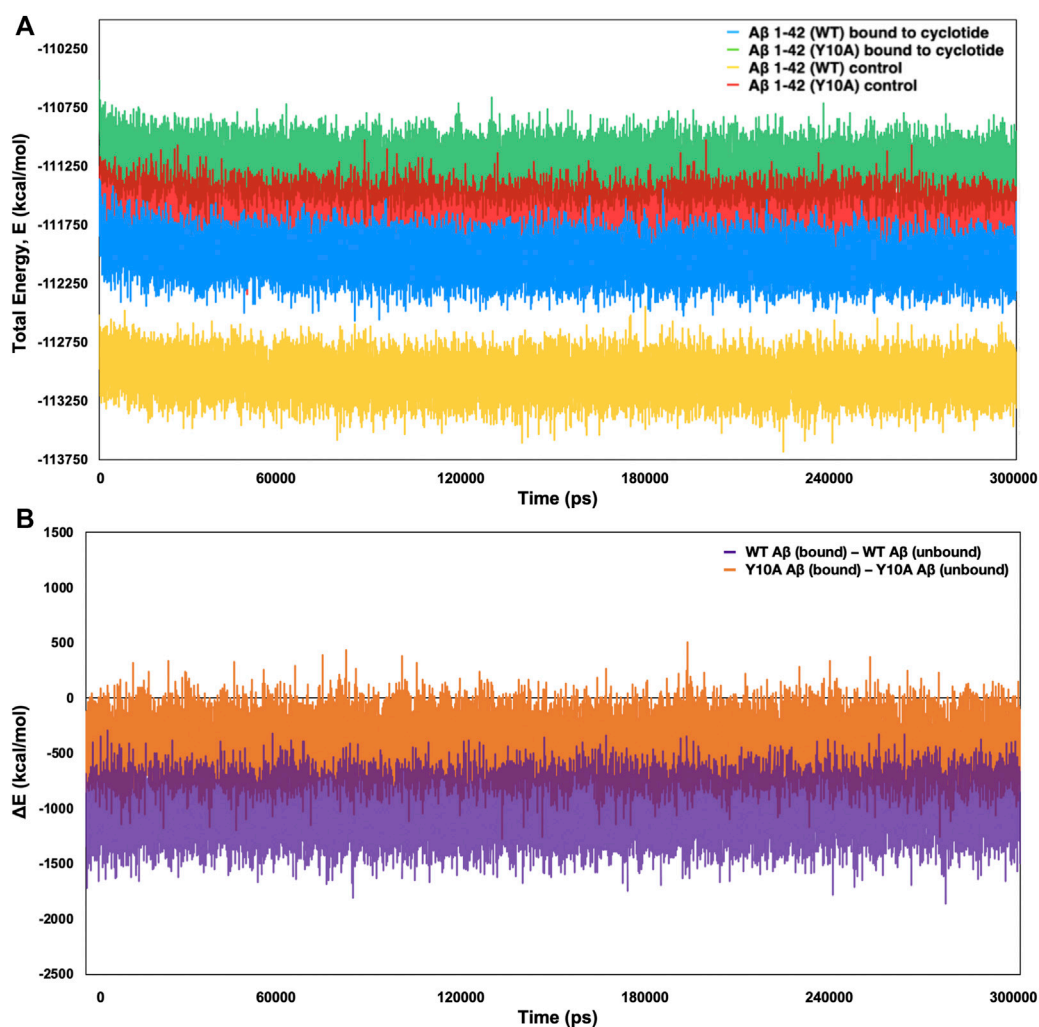 A
Aβ 1-42 (WT) bound to cyclotide
Aβ 1-42 (Y10A) bound to cyclotide
Aβ 1-42 (WT) control
Aβ 1-42 (Y10A) control
Total Energy, E (kcal/mol)
-110250
-110750
-111250
-111750
-112250
-112750
-113250
-113750
0 60000 120000 180000 240000 300000
Time (ps)
B
WT Aβ (bound) – WT Aβ (unbound)
Y10A Aβ (bound) – Y10A Aβ (unbound)
ΔE (kcal/mol)
1500
1000
500
0
-500
-1000
-1500
-2000
-2500
0 60000 120000 180000 240000 300000
Time (ps)